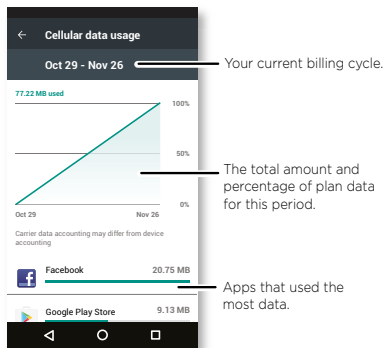 Cellular data usage
Oct 29 - Nov 26
Your current billing cycle.
77.22 MB used
100%
50%
The total amount and
percentage of plan data
for this period.
0%
Oct 29
Nov 26
Carrier data accounting may differ from device
accounting
Facebook
20.75 MB
Apps that used the
most data.
Google Play Store
9.13 MB